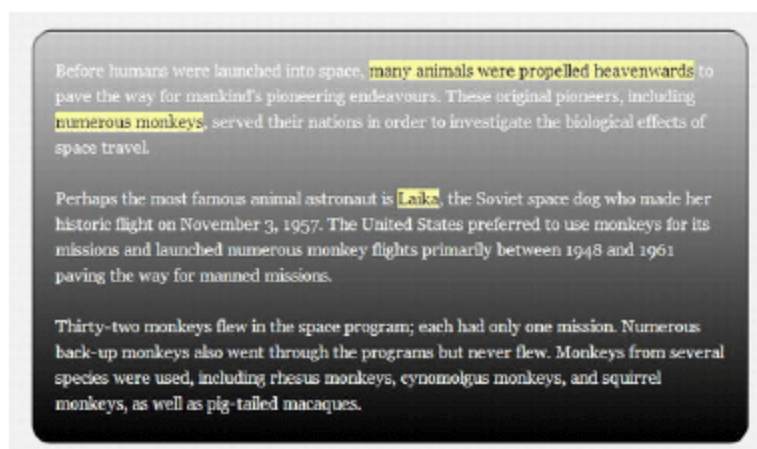 Before humans were launched into space, many animals were propelled heavenwards to
pave the way for mankind's pioneering endeavours. These original pioneers, including
numerous monkeys, served their nations in order to investigate the biological effects of
space travel.
Perhaps the most famous animal astronaut is Laika, the Soviet space dog who made her
historic flight on November 3, 1957. The United States preferred to use monkeys for its
missions and launched numerous monkey flights primarily between 1948 and 1961
paving the way for manned missions.
Thirty-two monkeys flew in the space program; each had only one mission. Numerous
back-up monkeys also went through the programs but never flew. Monkeys from several
species were used, including rhesus monkeys, cynomolgus monkeys, and squirrel
monkeys, as well as pig-tailed macaques.